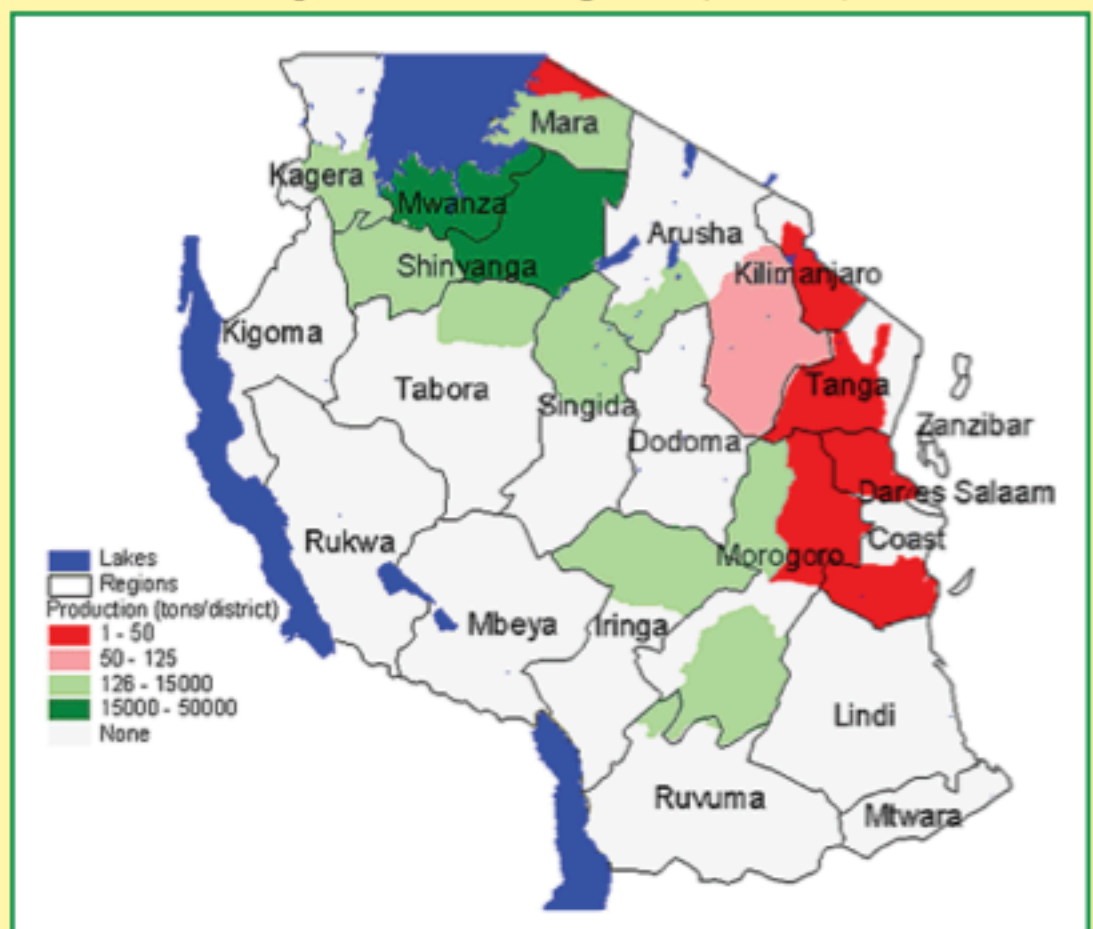 Mara
Kagera
Mwanza
Arusha
Shinyanga
Kilimanjaro
Kigoma
Tabora
Tanga
Singida
Zanzibar
Dodoma
Dar es Salaam
Rukwa
Coast
Morogoro
Mbeya
Iringa
Lindi
Ruvuma
Mtwara
Lakes
Regions
Production (tons/district)
1 - 50
50 - 125
126 - 15000
15000 - 50000
None